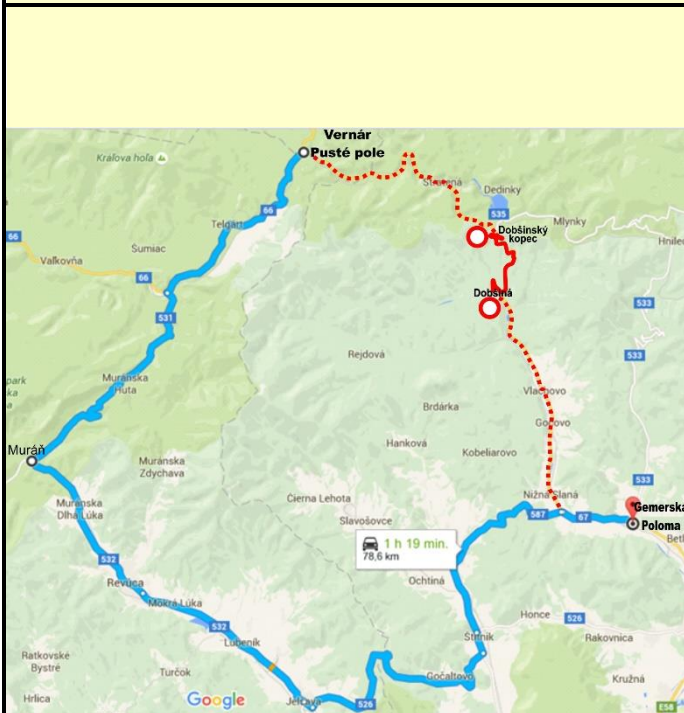 Vernár
Pusté pole
Kráľova hoľa
Stratená
Dedinky
66
Telgárt
535
Mlynky
66
Šumiac
Dobšinský
kopec
Vaľkovňa
66
Dobšiná
531
533
Rejdová
533
Muránska
Huta
park
Vlachovo
Brdárka
Gočovo
Hanková
Muráň
Kobeliarovo
Muránska
Zdychava
533
Čierna Lehota
Nižná Slaná
Muránska
Dlhá Lúka
Slavošovce
587
67
Gemerská
Poloma
1 h 19 min.
78,6 km
532
Ochtiná
Revúca
Mokrá Lúka
Honce
526
532
Štítnik
Rakovnica
Lubeník
Ratkovské
Bystré
Turčok
Gočaltovo
Kružná
Hrlica
Google
Jelšava
526
E58